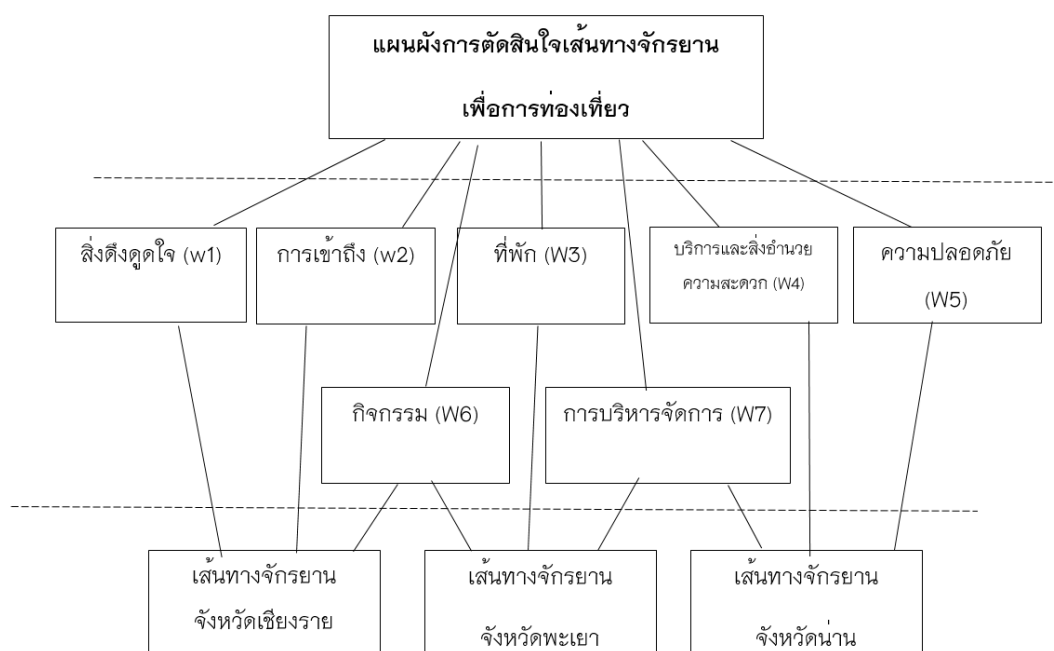 แผนผังการตัดสินใจเส้นทางจักรยาน
เพื่อการท่องเที่ยว
สิ่งดึงดูดใจ (w1)
การเข้าถึง (w2)
ที่พัก (W3)
บริการและสิ่งอำนวย
ความสะดวก (W4)
ความปลอดภัย
(W5)
กิจกรรม (W6)
การบริหารจัดการ (W7)
เส้นทางจักรยาน
จังหวัดเชียงราย
เส้นทางจักรยาน
จังหวัดพะเยา
เส้นทางจักรยาน
จังหวัดน่าน